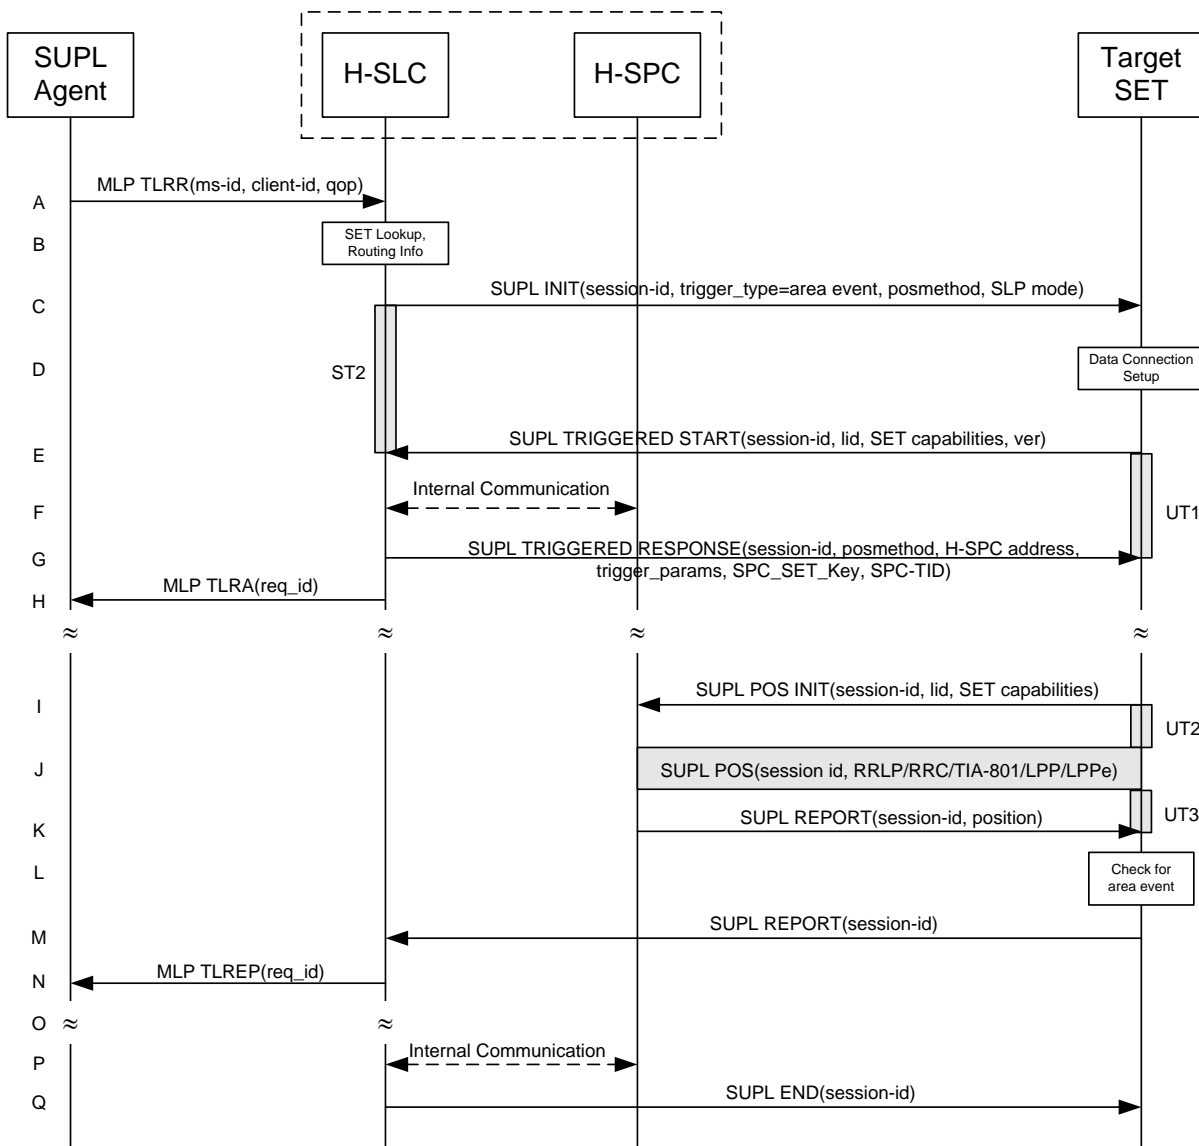 SUPL
Agent
H-SLC
H-SPC
Target
SET
A
MLP TLRR(ms-id, client-id, qop)
B
SET Lookup,
Routing Info
C
SUPL INIT(session-id, trigger_type=area event, posmethod, SLP mode)
D
ST2
Data Connection
Setup
E
SUPL TRIGGERED START(session-id, lid, SET capabilities, ver)
F
Internal Communication
UT1
G
SUPL TRIGGERED RESPONSE(session-id, posmethod, H-SPC address,
trigger_params, SPC_SET_Key, SPC-TID)
H
MLP TLRA(req_id)
≈ ≈ ≈ ≈
I
SUPL POS INIT(session-id, lid, SET capabilities)
UT2
J
SUPL POS(session id, RRLP/RRC/TIA-801/LPP/LPPe)
K
SUPL REPORT(session-id, position)
UT3
L
Check for
area event
M
SUPL REPORT(session-id)
N
MLP TLREP(req_id)
O ≈ ≈
P
Internal Communication
Q
SUPL END(session-id)